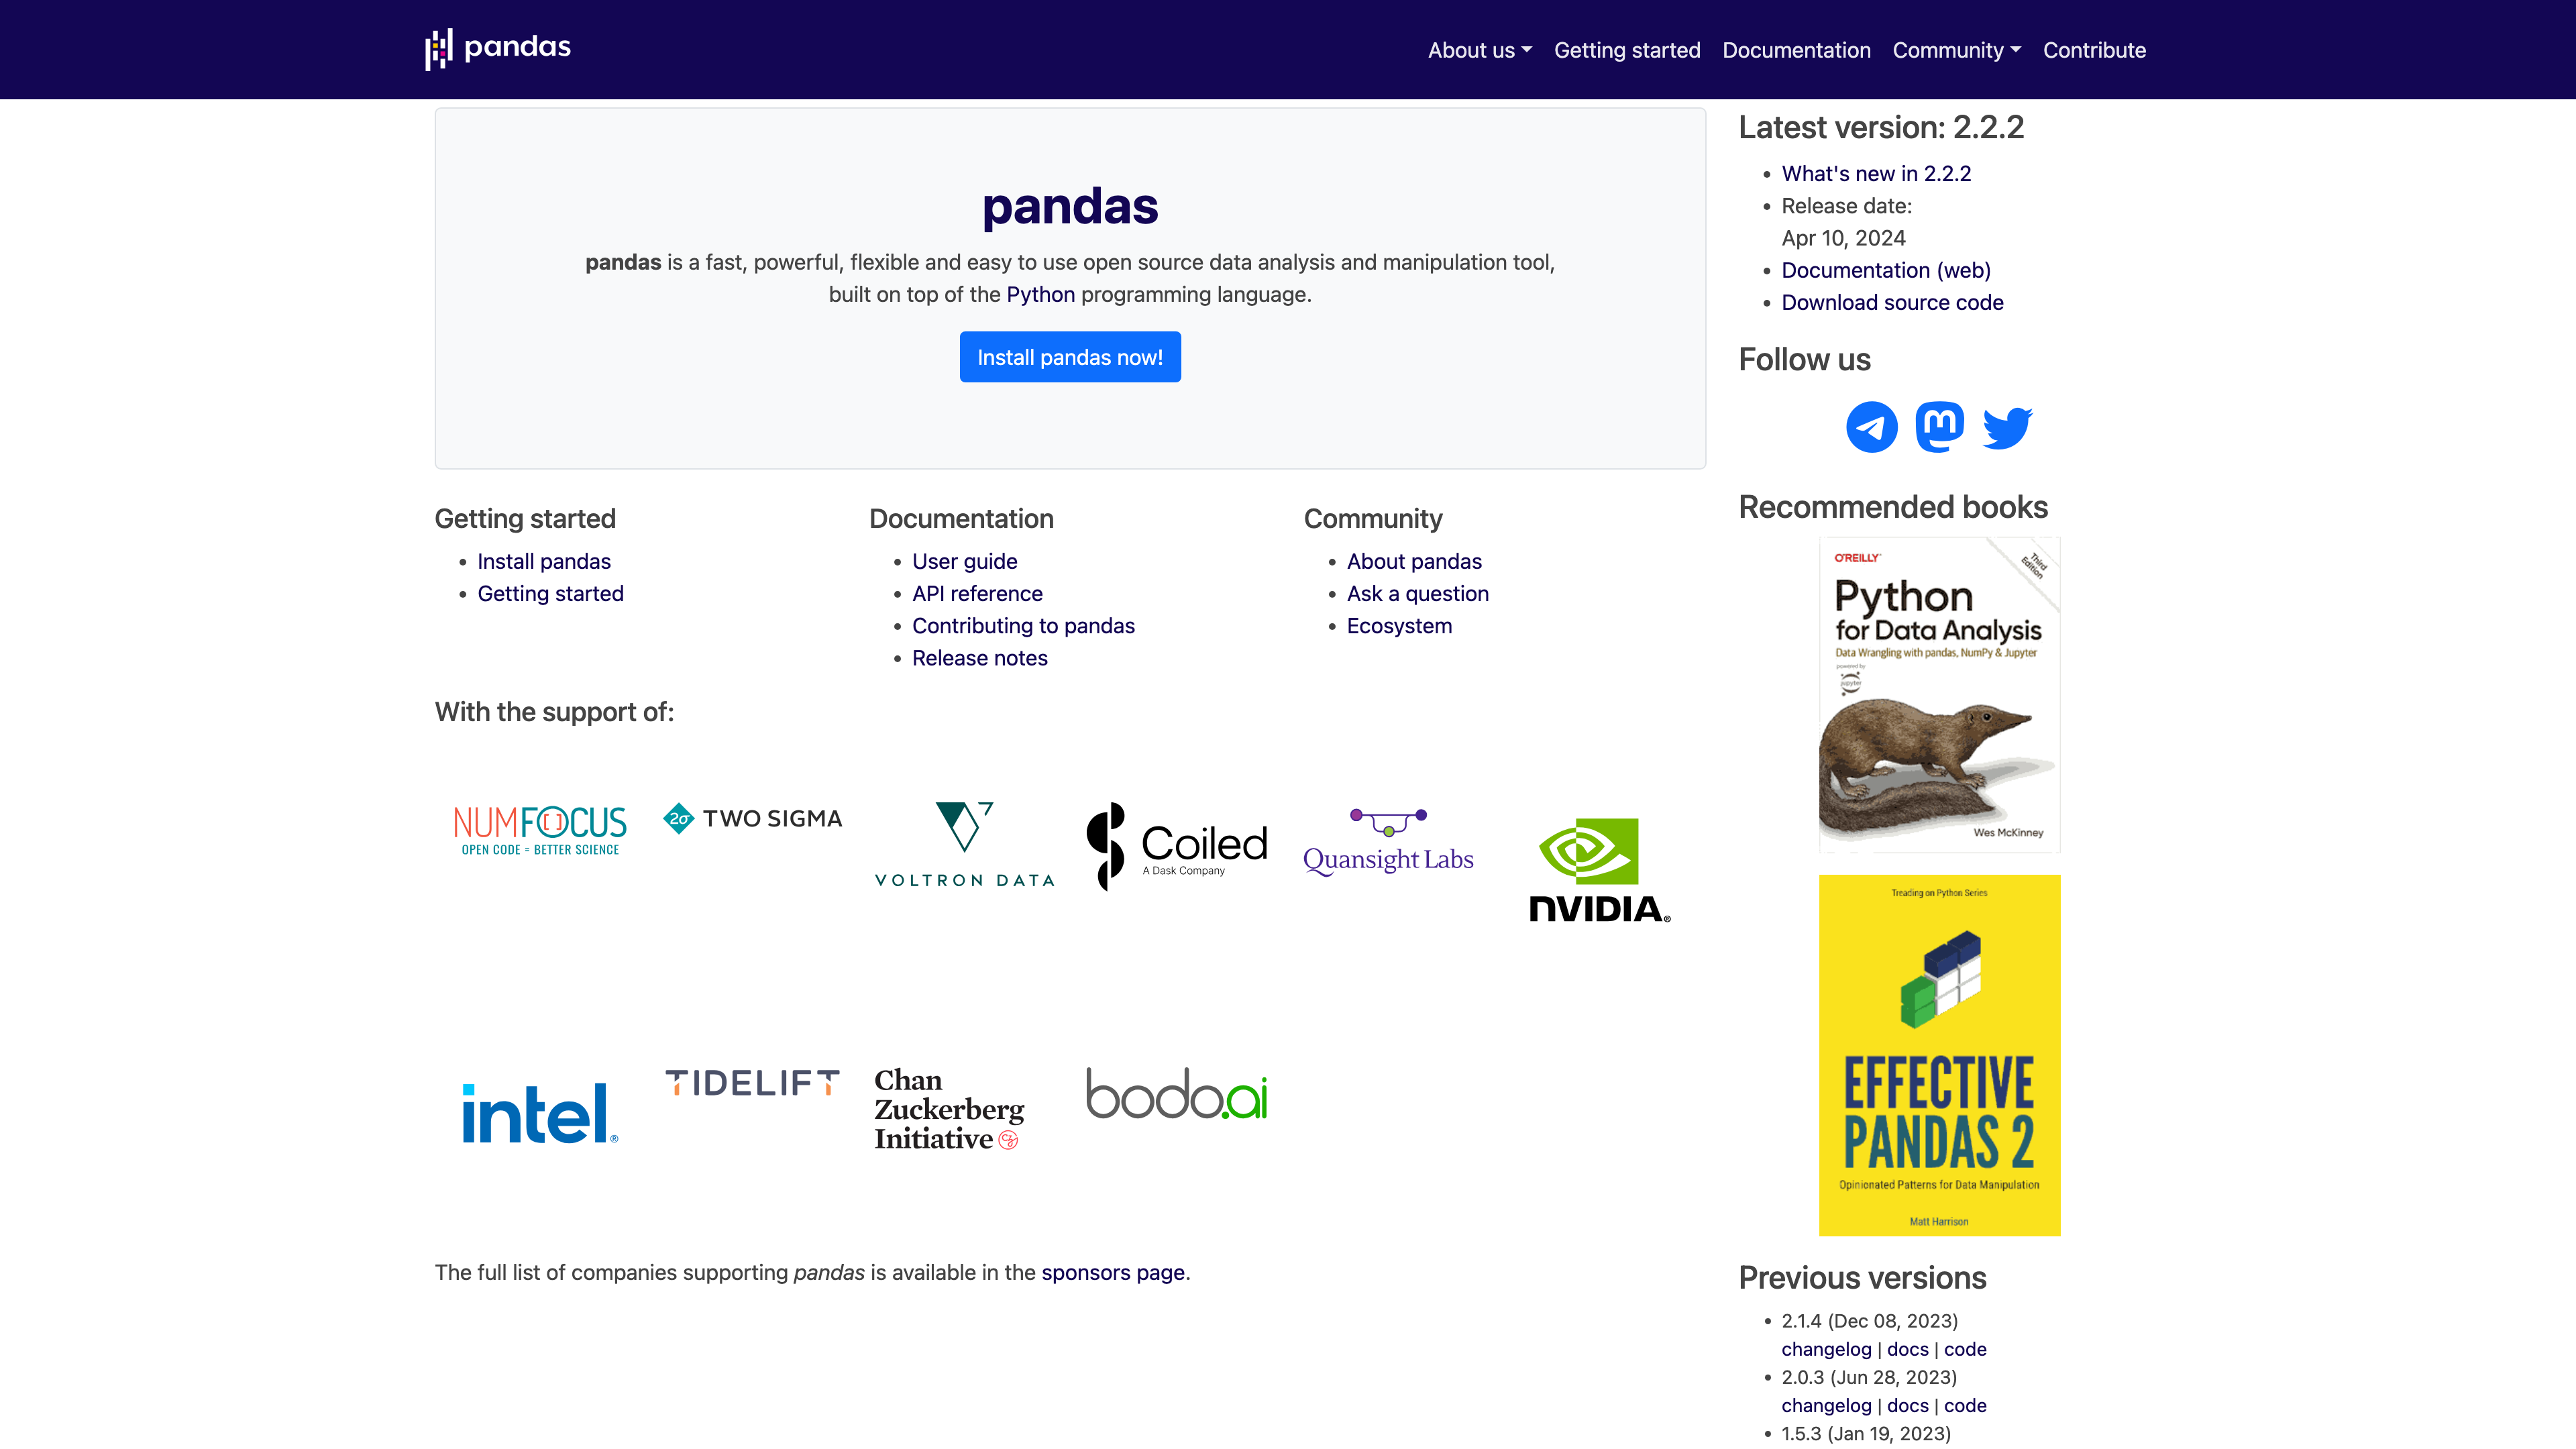 pandas
About us
Getting started
Documentation
Community
Contribute
pandas
pandas is a fast, powerful, flexible and easy to use open source data analysis and manipulation tool,
built on top of the Python programming language.
Install pandas now!
Getting started
Install pandas
Getting started
Documentation
User guide
API reference
Contributing to pandas
Release notes
Community
About pandas
Ask a question
Ecosystem
With the support of:
NUMFOCUS
OPEN CODE = BETTER SCIENCE
2σ TWO SIGMA
VOLTRON DATA
Coiled
A Dask Company
Quansight Labs
NVIDIA®
intel®
TIDELIFT
Chan
Zuckerberg
Initiative
bodo.ai
The full list of companies supporting pandas is available in the sponsors page.
Latest version: 2.2.2
What's new in 2.2.2
Release date:
Apr 10, 2024
Documentation (web)
Download source code
Follow us
Recommended books
O'REILLY
Third
Edition
Python
for Data Analysis
Data Wrangling with pandas, NumPy & Jupyter
powered by
jupyter
Wes McKinney
Treading on Python Series
EFFECTIVE
PANDAS 2
Opinionated Patterns for Data Manipulation
Matt Harrison
Previous versions
2.1.4 (Dec 08, 2023)
changelog | docs | code
2.0.3 (Jun 28, 2023)
changelog | docs | code
1.5.3 (Jan 19, 2023)